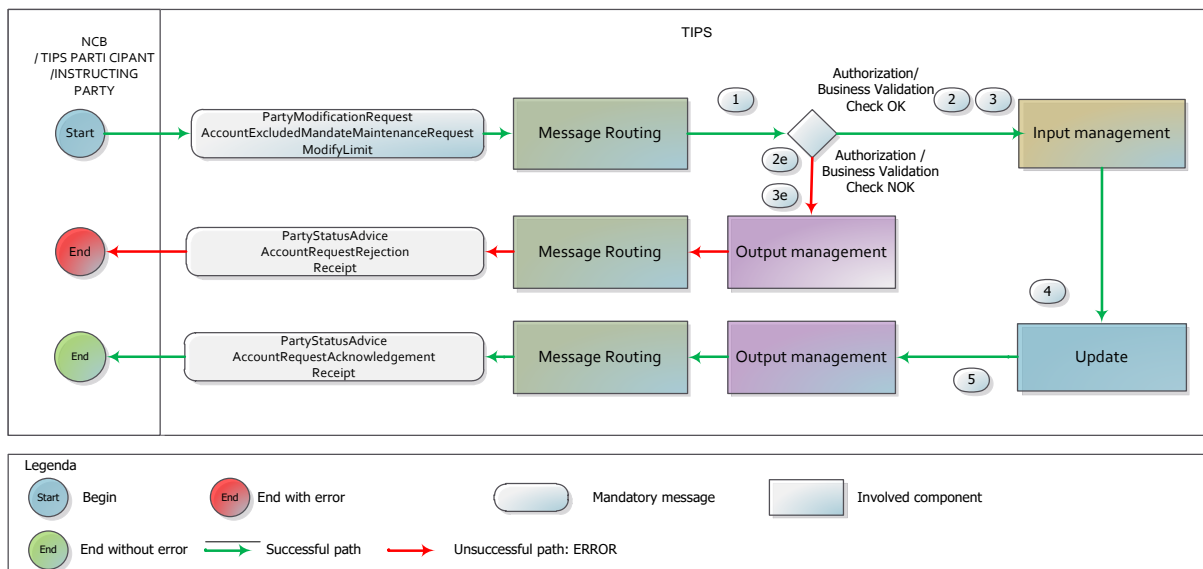 NCB
/ TIPS PARTI CIPANT
/INSTRUCTING
PARTY
TIPS
Start
PartyModificationRequest
AccountExcludedMandateMaintenanceRequest
ModifyLimit
Message Routing
1
Authorization/
Business Validation
Check OK
2
3
Input management
2e
3e
Authorization /
Business Validation
Check NOK
End
PartyStatusAdvice
AccountRequestRejection
Receipt
Message Routing
Output management
4
End
PartyStatusAdvice
AccountRequestAcknowledgement
Receipt
Message Routing
Output management
5
Update
Legenda
Start
Begin
End
End with error
Mandatory message
Involved component
End
End without error
Successful path
Unsuccessful path: ERROR